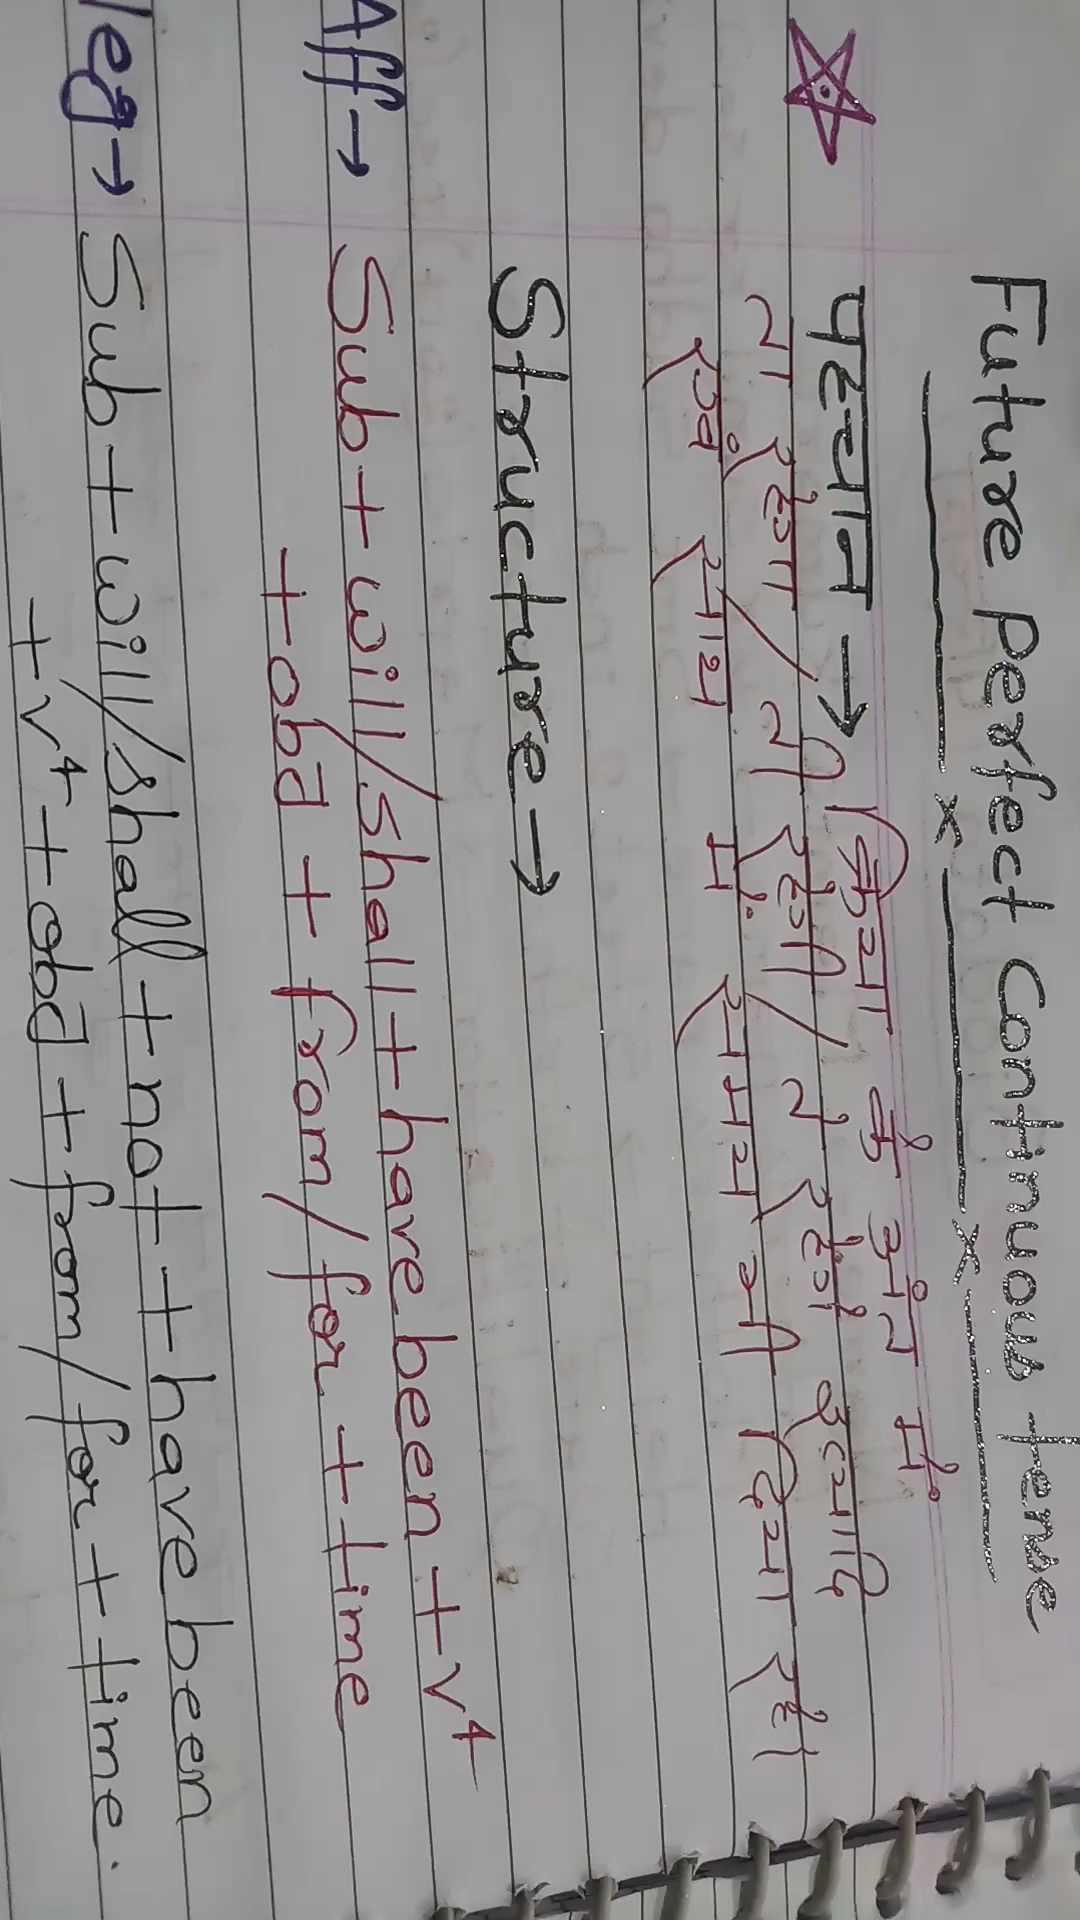 Future Perfect Continuous tense
पहचान → क्रिया के अंत में
ता रहेगा / ती रहेगी / ते रहेंगे इत्यादि
एवं साथ में समय भी दिया रहे।
Structure →
Aff → Sub + will/shall + have been + v⁴
+ obj + from/for + time
Neg → Sub + will/shall + not + have been
+ v⁴ + obj + from/for + time.